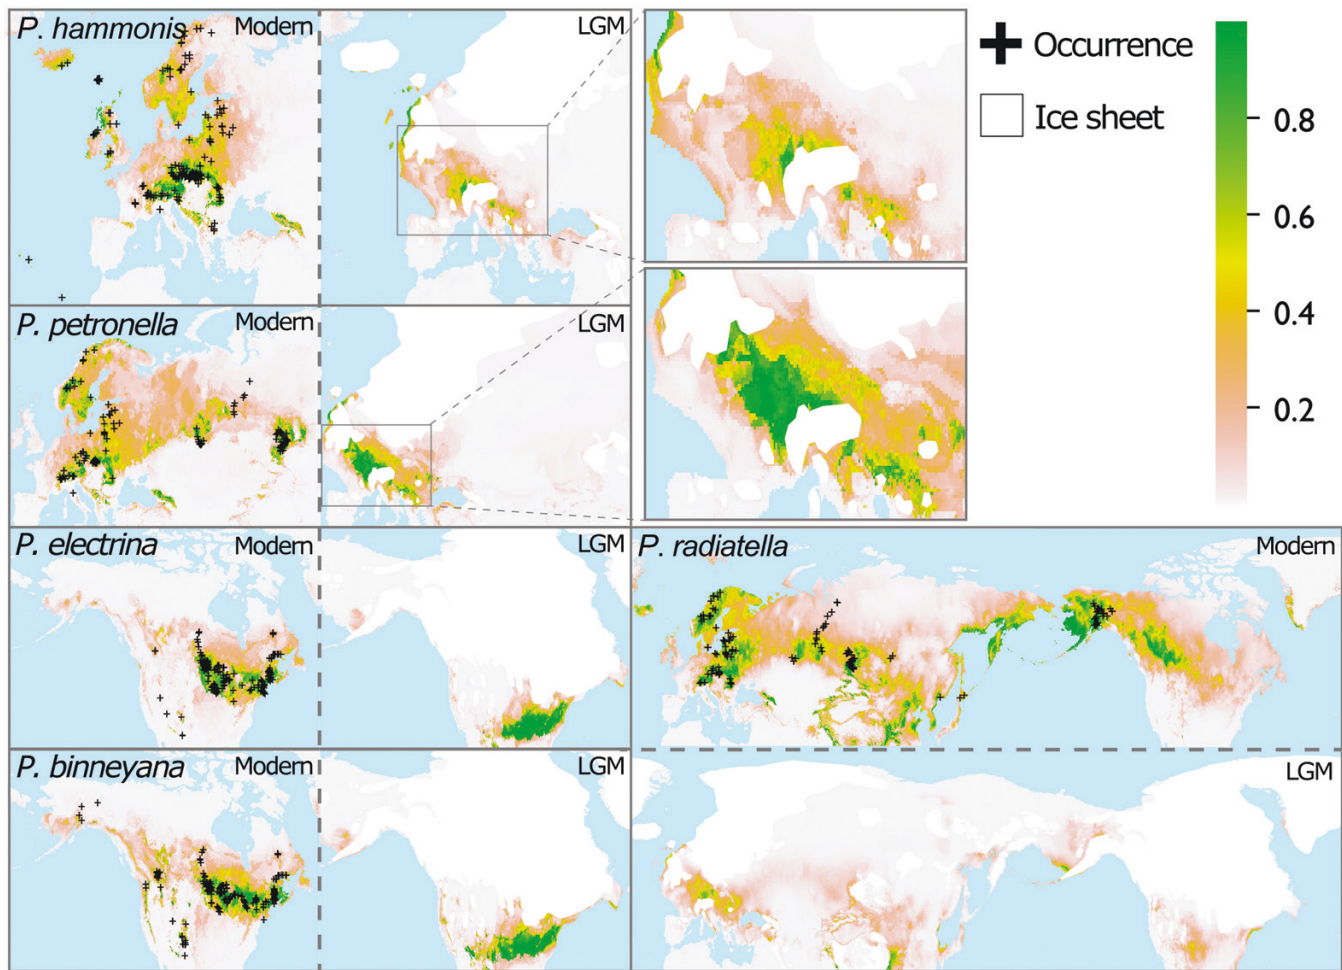 P. hammonis Modern LGM
Occurrence
Ice sheet
0.8
0.6
0.4
0.2
P. petronella Modern LGM
P. electrina Modern LGM
P. radiatella Modern
P. binneyana Modern LGM
LGM